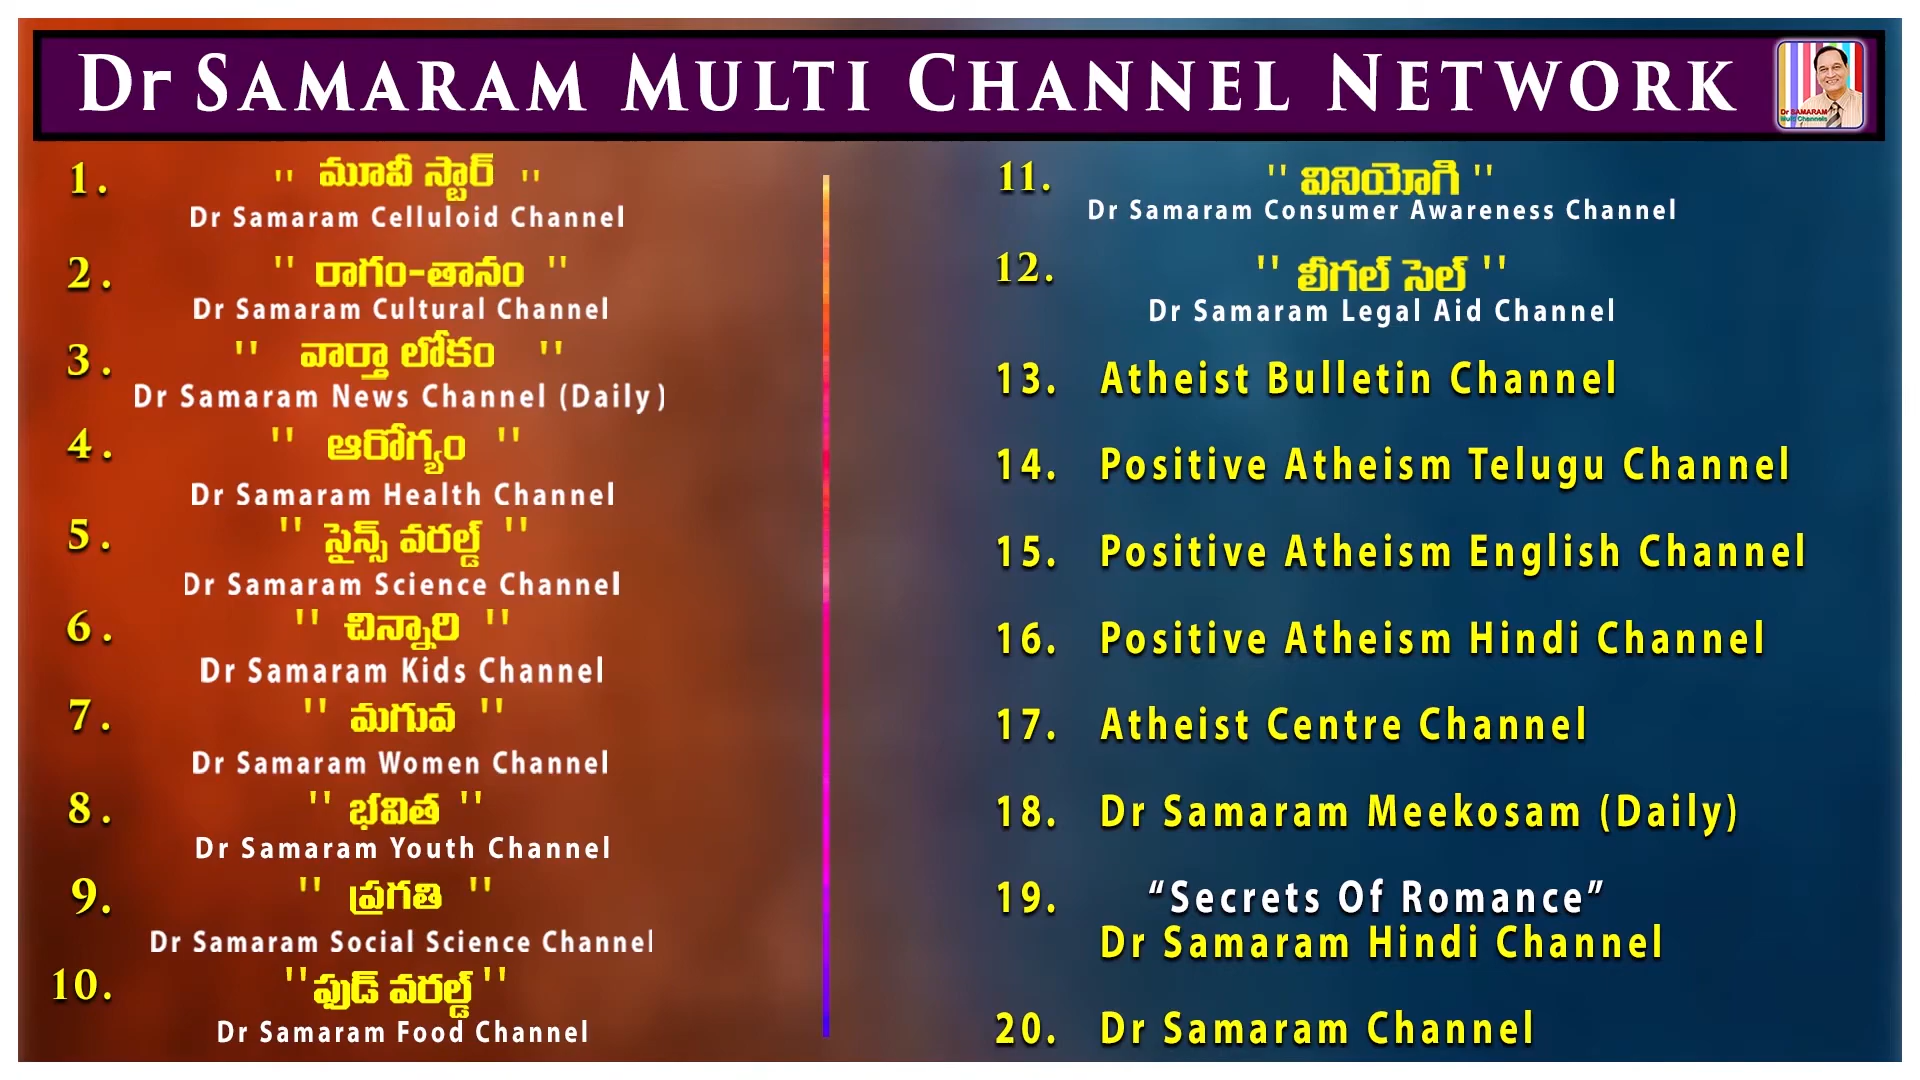 Dr SAMARAM MULTI CHANNEL NETWORK
Dr SAMARAM
Multi Channels
1. '' మూవీ స్టార్ ''
Dr Samaram Celluloid Channel
2. '' రాగం-తానం ''
Dr Samaram Cultural Channel
3. '' వార్తా లోకం ''
Dr Samaram News Channel (Daily)
4. '' ఆరోగ్యం ''
Dr Samaram Health Channel
5. '' సైన్స్ వరల్డ్ ''
Dr Samaram Science Channel
6. '' చిన్నారి ''
Dr Samaram Kids Channel
7. '' మగువ ''
Dr Samaram Women Channel
8. '' భవిత ''
Dr Samaram Youth Channel
9. '' ప్రగతి ''
Dr Samaram Social Science Channel
10. ''ఫుడ్ వరల్డ్''
Dr Samaram Food Channel
11. '' వినియోగి ''
Dr Samaram Consumer Awareness Channel
12. '' లీగల్ సెల్ ''
Dr Samaram Legal Aid Channel
13. Atheist Bulletin Channel
14. Positive Atheism Telugu Channel
15. Positive Atheism English Channel
16. Positive Atheism Hindi Channel
17. Atheist Centre Channel
18. Dr Samaram Meekosam (Daily)
19. “Secrets Of Romance”
Dr Samaram Hindi Channel
20. Dr Samaram Channel